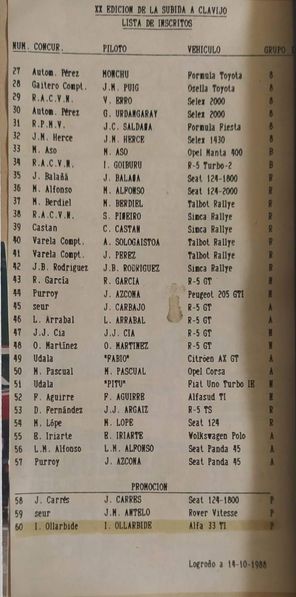 XX EDICION DE LA SUBIDA A CLAVIJO
LISTA DE INSCRITOS
NUM. CONCUR. PILOTO VEHICULO GRUPO
27 Autom. Pérez MONCHU Formula Toyota 8
28 Gaitero Compt. J.M. PUIG Osella Toyota 8
29 R.A.C.V.N. V. ERRO Selex 2000 8
30 Autom. Pérez G. URDANGARAY Selex 2000 8
31 R.P.M.V. J.C. SALDAÑA Formula Fiesta 8
32 J.M. Herce J.M. HERCE Selex 1430 8
33 M. Aso M. ASO Opel Manta 400 B
34 R.A.C.V.N. I. GOIBURU R-5 Turbo-2 B
35 J. Balañá J. BALAÑA Seat 124-1800 R
36 M. Alfonso M. ALFONSO Seat 124-2000 R
37 M. Berdiel M. BERDIEL Talbot Rallye R
38 R.A.C.V.N. S. PIÑEIRO Simca Rallye R
39 Castan C. CASTAN Simca Rallye R
40 Varela Compt. A. SOLOGAISTOA Talbot Rallye R
41 Varela Compt. J. PEREZ Talbot Rallye R
42 J.B. Rodriguez J.B. RODRIGUEZ Simca Rallye R
43 R. García R. GARCIA R-5 GT N
44 Purroy J. AZCONA Peugeot 205 GTI N
45 seur J. CARBAJO R-5 GT N
46 L. Arrabal L. ARRABAL R-5 GT N
47 J.J. Cia J.J. CIA R-5 GT N
48 O. Martínez O. MARTINEZ R-5 GT N
49 Udala "FABIO" Citröen AX GT A
50 M. Pascual M. PASCUAL Opel Corsa A
51 Udala "PITU" Fiat Uno Turbo IE N
52 F. Aguirre F. AGUIRRE Alfasud TI N
53 D. Fernández J.J. ARGAIZ R-5 TS R
54 M. Lópe M. LOPE Seat 124 R
55 E. Iriarte E. IRIARTE Volkswagen Polo A
56 L.M. Alfonso L.M. ALFONSO Seat Panda 45 A
57 Purroy J. AZCONA Seat Panda 45 A
PROMOCION
58 J. Carrés J. CARRES Seat 124-1800 P
59 seur J.M. ANTELO Rover Vitesse P
60 I. Ollarbide I. OLLARBIDE Alfa 33 TI P
Logroño a 14-10-1988